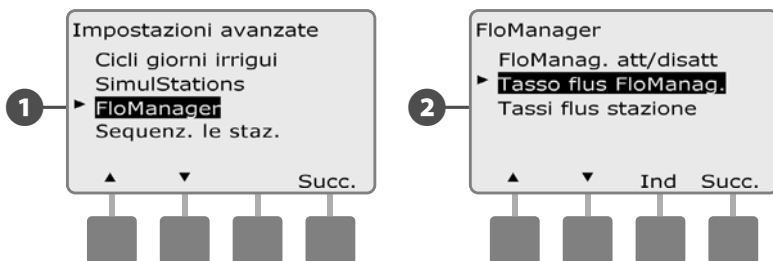 Impostazioni avanzate
Cicli giorni irrigui
SimulStations
FloManager
Sequenz. le staz.
Succ.
1
FloManager
FloManag. att/disatt
Tasso flus FloManag.
Tassi flus stazione
Ind Succ.
2